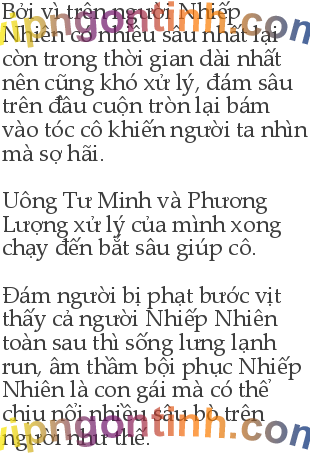 Bởi vì trên người Nhiếp
Nhiên có nhiều sâu nhất lại
còn trong thời gian dài nhất
nên cũng khó xử lý, đám sâu
trên đầu cuộn tròn lại bám
vào tóc cô khiến người ta nhìn
mà sợ hãi.
Uông Tư Minh và Phương
Lượng xử lý của mình xong
chạy đến bắt sâu giúp cô.
Đám người bị phạt bước vịt
thấy cả người Nhiếp Nhiên
toàn sau thì sống lưng lạnh
run, âm thầm bội phục Nhiếp
Nhiên là con gái mà có thể
chịu nổi nhiều sâu bò trên
người như thế.
vipngontinh.com
vipngontinh.com